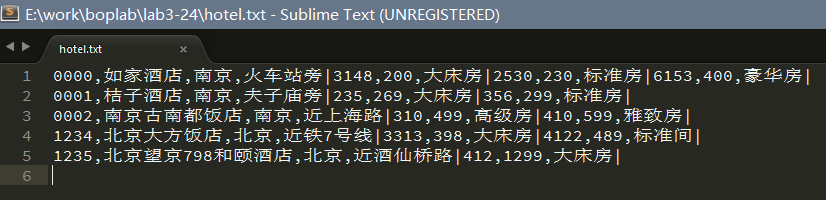 E:\work\boplab\lab3-24\hotel.txt - Sublime Text (UNREGISTERED)
hotel.txt ×
1 0000,如家酒店,南京,火车站旁|3148,200,大床房|2530,230,标准房|6153,400,豪华房|
2 0001,桔子酒店,南京,夫子庙旁|235,269,大床房|356,299,标准房|
3 0002,南京古南都饭店,南京,近上海路|310,499,高级房|410,599,雅致房|
4 1234,北京大方饭店,北京,近铁7号线|3313,398,大床房|4122,489,标准间|
5 1235,北京望京798和颐酒店,北京,近酒仙桥路|412,1299,大床房|
6